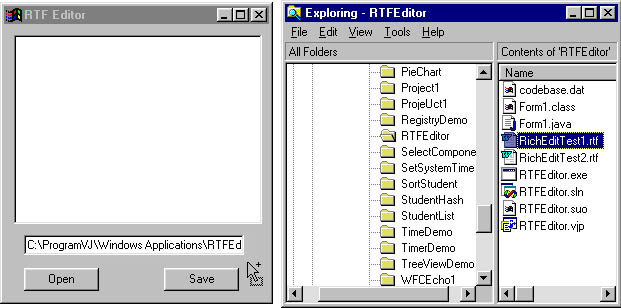 RTF Editor
C:\ProgramVJ\Windows Applications\RTFEd
Open
Save
Exploring - RTFEditor
File Edit View Tools Help
All Folders
Contents of 'RTFEditor'
PieChart
Project1
ProjeUct1
RegistryDemo
RTFEditor
SelectCompone
SetSystemTime
SortStudent
StudentHash
StudentList
TimeDemo
TimerDemo
TreeViewDemo
WFCEcho1
Name
codebase.dat
Form1.class
Form1.java
RichEditTest1.rtf
RichEditTest2.rtf
RTFEditor.exe
RTFEditor.sln
RTFEditor.suo
RTFEditor.vjp